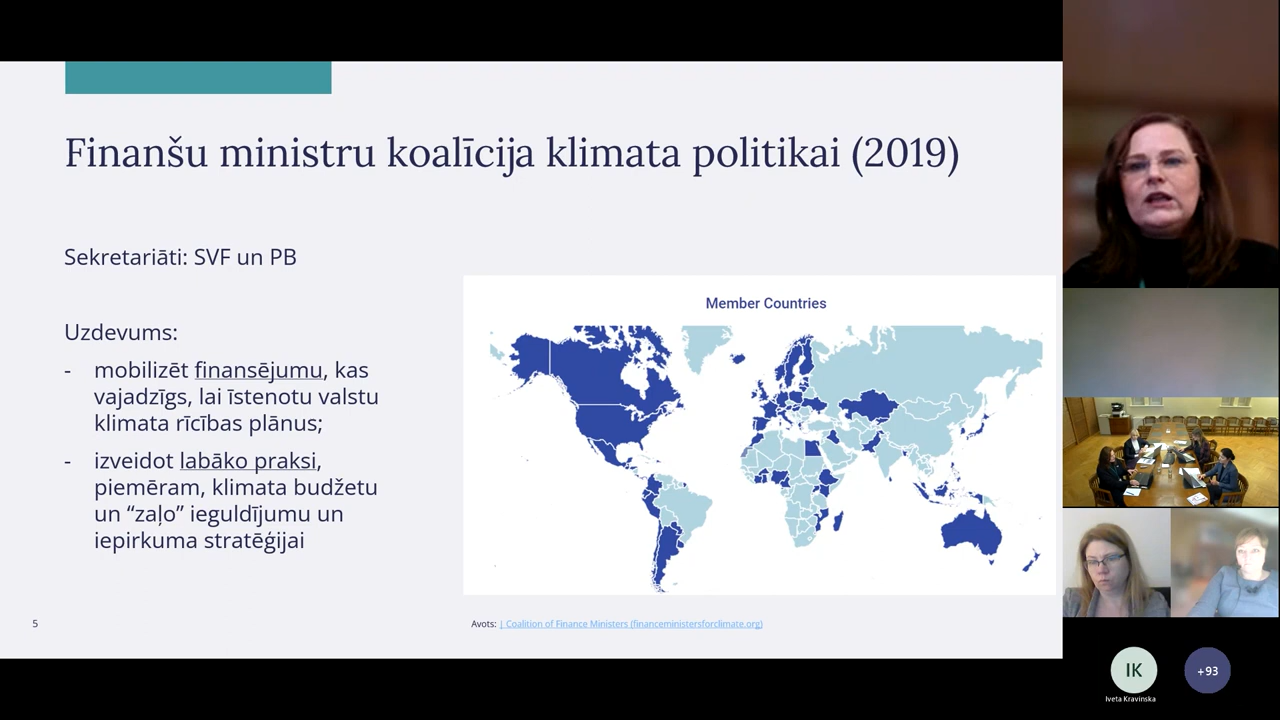 Finanšu ministru koalīcija klimata politikai (2019)
Sekretariāti: SVF un PB
Uzdevums:
- mobilizēt finansējumu, kas
vajadzīgs, lai īstenotu valstu
klimata rīcības plānus;
- izveidot labāko praksi,
piemēram, klimata budžetu
un “zaļo” ieguldījumu un
iepirkuma stratēģijai
Member Countries
5
Avots: | Coalition of Finance Ministers (financeministersforclimate.org)
IK
+93
Iveta Kravinska